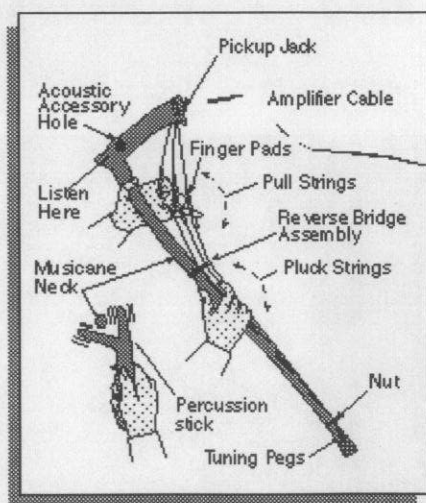 Pickup Jack
Acoustic
Accessory
Hole
Amplifier Cable
Finger Pads
Listen
Here
Pull Strings
Reverse Bridge
Assembly
Musicane
Neck
Pluck Strings
Percussion
stick
Nut
Tuning Pegs